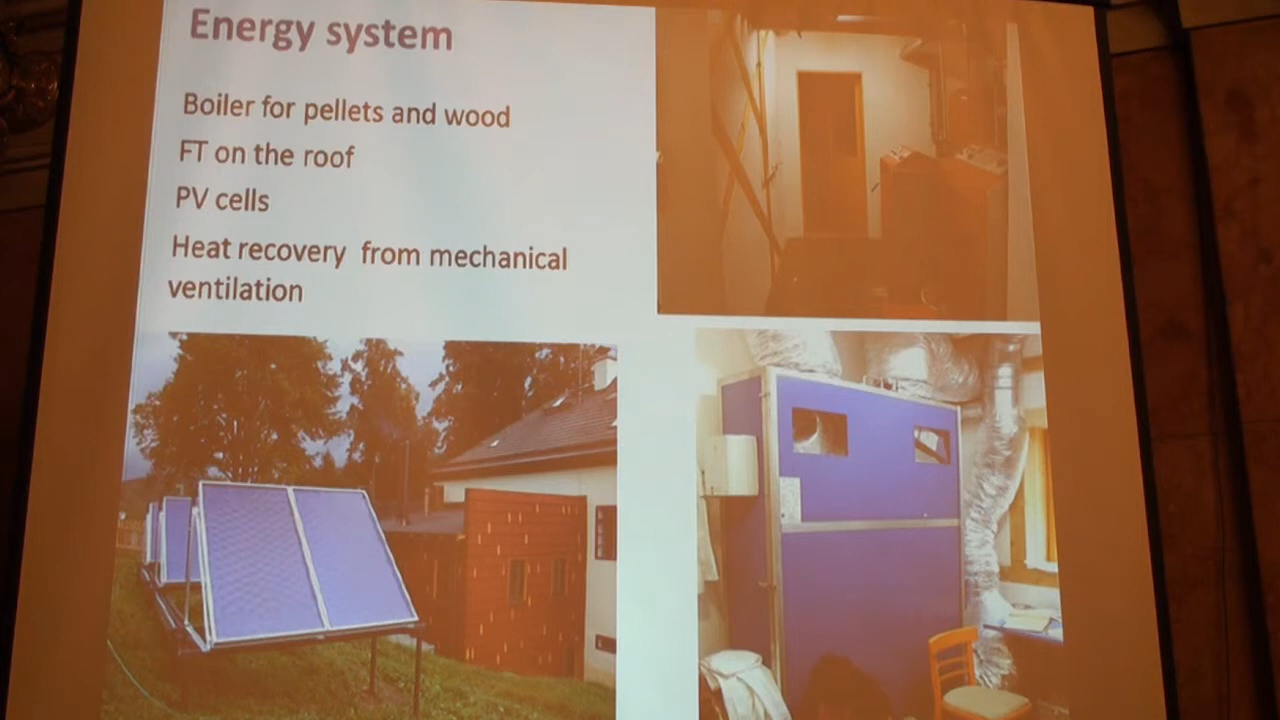 Energy system
Boiler for pellets and wood
FT on the roof
PV cells
Heat recovery from mechanical
ventilation